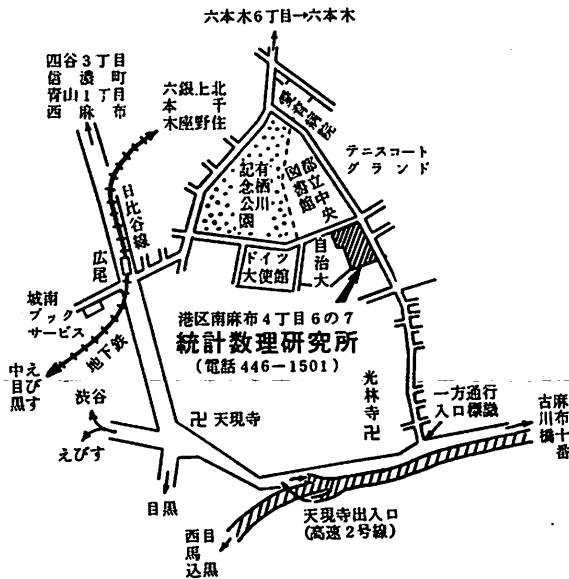 六本木6丁目→六本木
四谷3丁目
信濃町
青山1丁目
西麻布
六本木
銀座
上野
北千住
愛育病院
テニスコート
グランド
有栖川
記念公園
都立中央
図書館
日比谷線
広尾
ドイツ
大使館
自治大
城南
ブック
サービス
港区南麻布4丁目6の7
統計数理研究所
(電話 446-1501)
地下鉄
えびす
中目黒
渋谷
えびす
卍 天現寺
光林寺卍
一方通行
入口標識
麻布十番
古川橋
目黒
天現寺出入口
(高速2号線)
目黒
西馬込